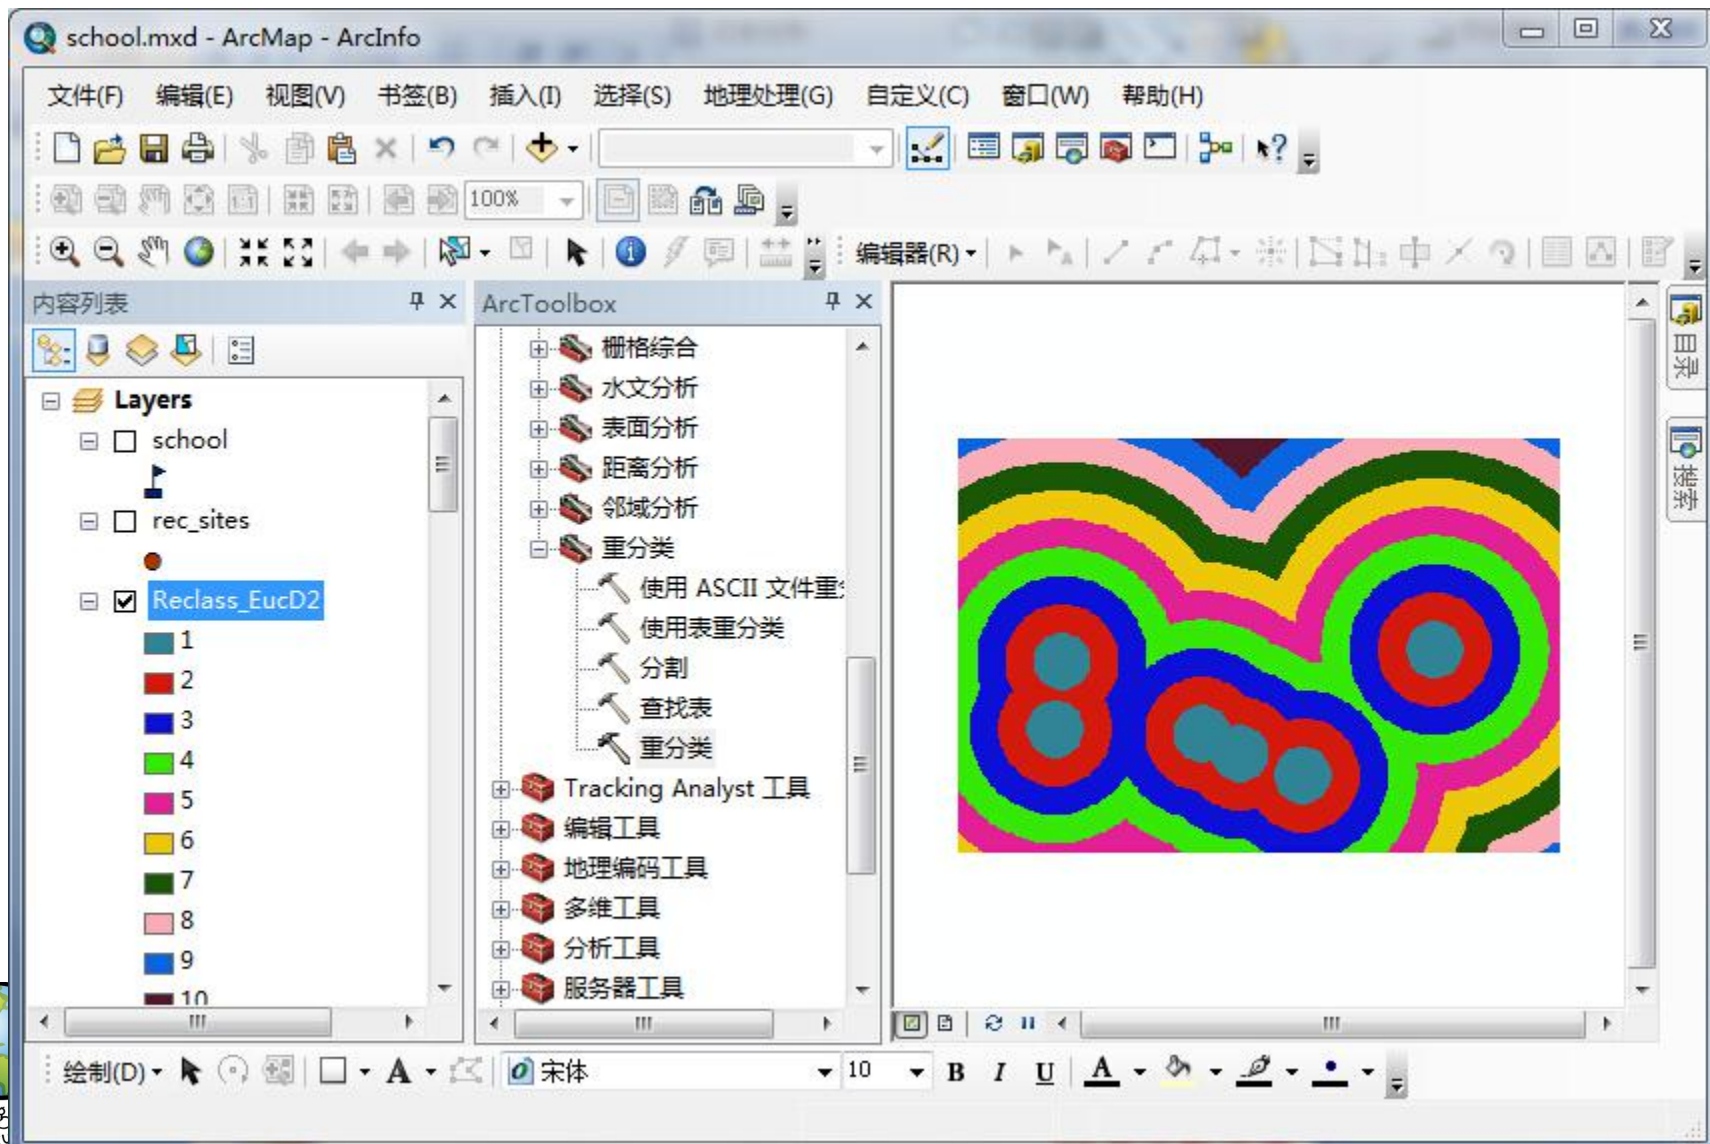 school.mxd - ArcMap - ArcInfo
文件(F) 编辑(E) 视图(V) 书签(B) 插入(I) 选择(S) 地理处理(G) 自定义(C) 窗口(W) 帮助(H)
100%
编辑器(R)
内容列表
Layers
school
rec_sites
Reclass_EucD2
1
2
3
4
5
6
7
8
9
10
ArcToolbox
栅格综合
水文分析
表面分析
距离分析
邻域分析
重分类
使用 ASCII 文件重
使用表重分类
分割
查找表
重分类
Tracking Analyst 工具
编辑工具
地理编码工具
多维工具
分析工具
服务器工具
目录
搜索
绘制(D) A 宋体 10 B I U A